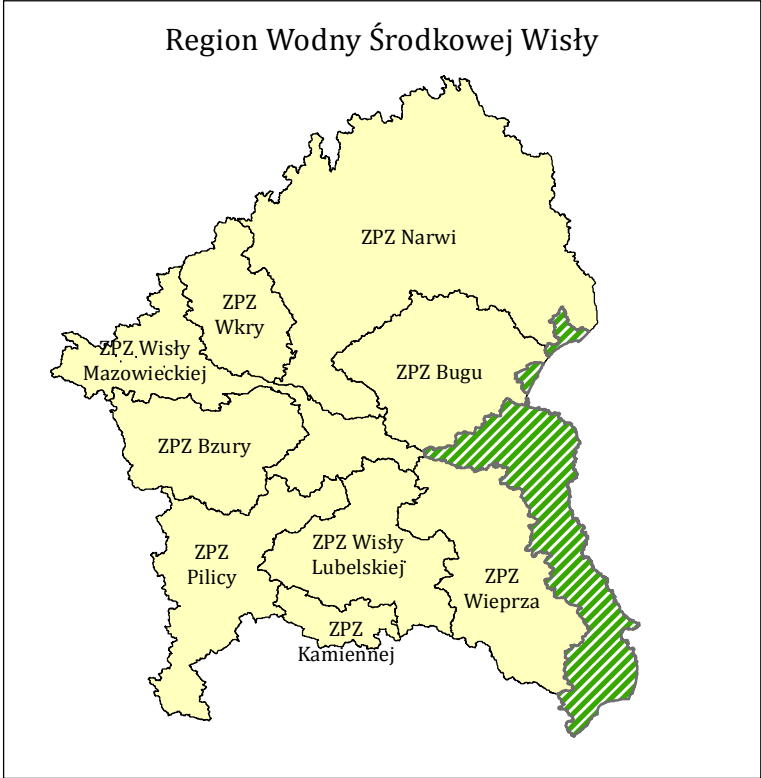 Region Wodny Środkowej Wisły
ZPZ Narwi
ZPZ
Wkry
ZPZ Wisły
Mazowieckiej
ZPZ Bugu
ZPZ Bzury
ZPZ
Pilicy
ZPZ Wisły
Lubelskiej
ZPZ
Wieprza
ZPZ
Kamiennej